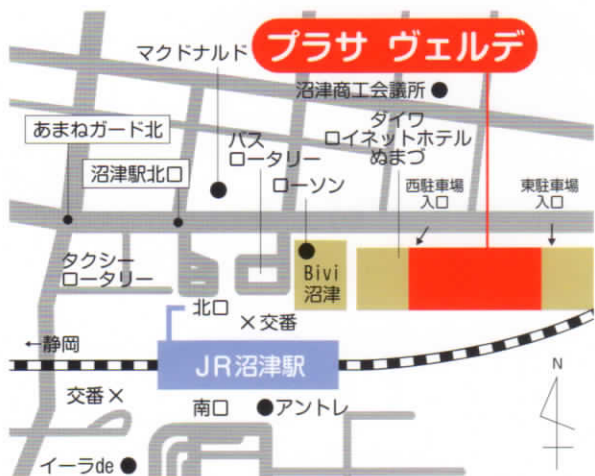 プラサ ヴェルデ
マクドナルド
沼津商工会議所
あまねガード北
バス
ロータリー
ダイワ
ロイネットホテル
ぬまづ
沼津駅北口
ローソン
西駐車場
入口
東駐車場
入口
タクシー
ロータリー
Bivi
沼津
北口
×交番
←静岡
JR沼津駅
N
交番×
南口
アントレ
イーラde